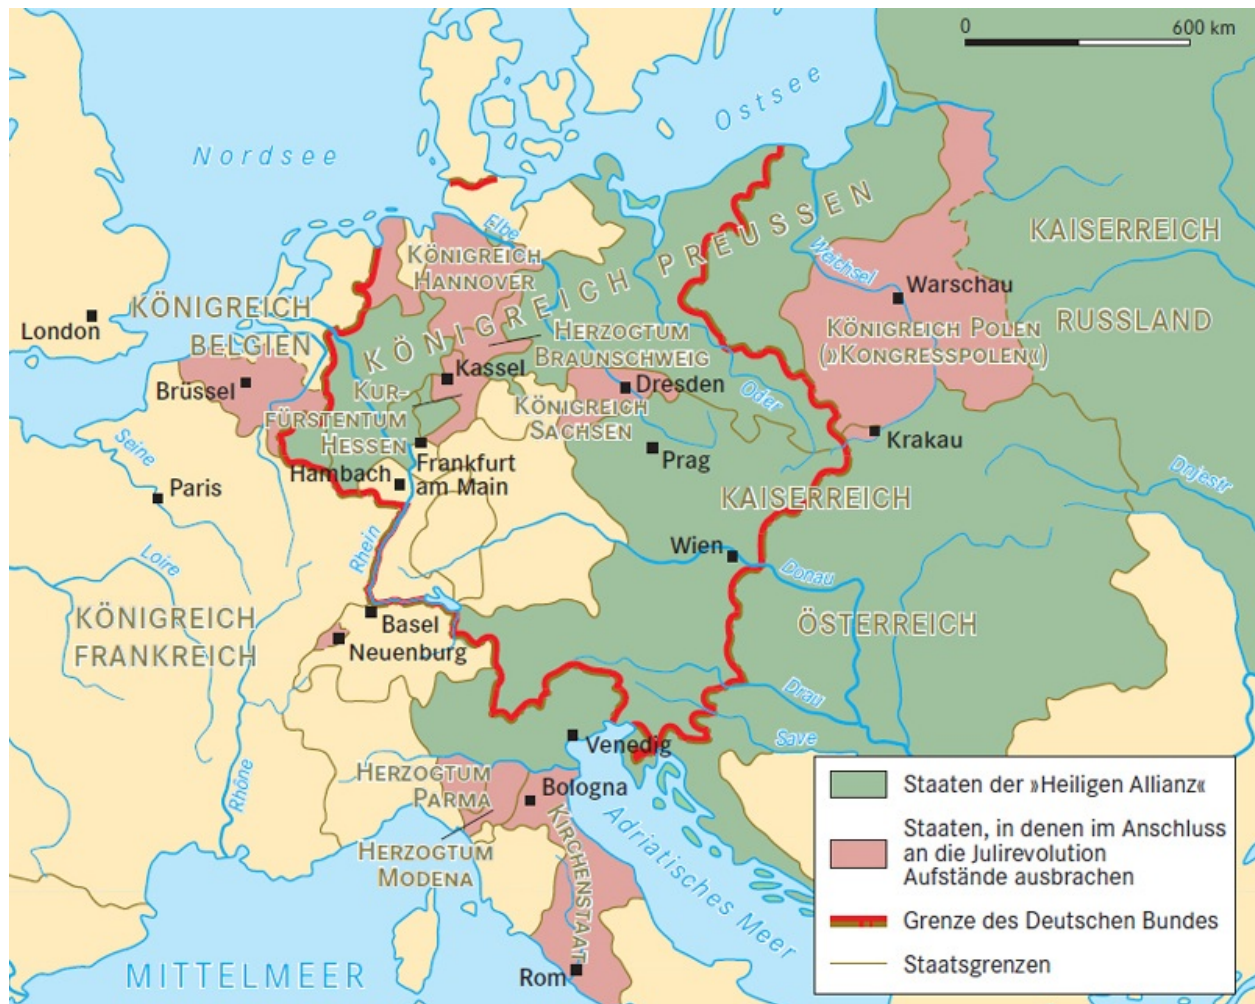 0 600 km
Nordsee
Ostsee
Elbe
KÖNIGREICH
HANNOVER
KÖNIGREICH PREUSSEN
Weichsel
Warschau
KAISERREICH
RUSSLAND
KÖNIGREICH POLEN
(»KONGRESSPOLEN«)
London
KÖNIGREICH
BELGIEN
Brüssel
HERZOGTUM
BRAUNSCHWEIG
Kassel
KUR-
FÜRSTENTUM
HESSEN
Dresden
KÖNIGREICH
SACHSEN
Oder
Krakau
Prag
Hambach
Frankfurt
am Main
Seine
Paris
Dnjestr
KAISERREICH
ÖSTERREICH
Wien
Donau
Rhein
Loire
KÖNIGREICH
FRANKREICH
Basel
Neuenburg
Drau
Save
Venedig
Rhône
HERZOGTUM
PARMA
Bologna
HERZOGTUM
MODENA
KIRCHENSTAAT
Adriatisches Meer
Rom
MITTELMEER
Staaten der »Heiligen Allianz«
Staaten, in denen im Anschluss
an die Julirevolution
Aufstände ausbrachen
Grenze des Deutschen Bundes
Staatsgrenzen